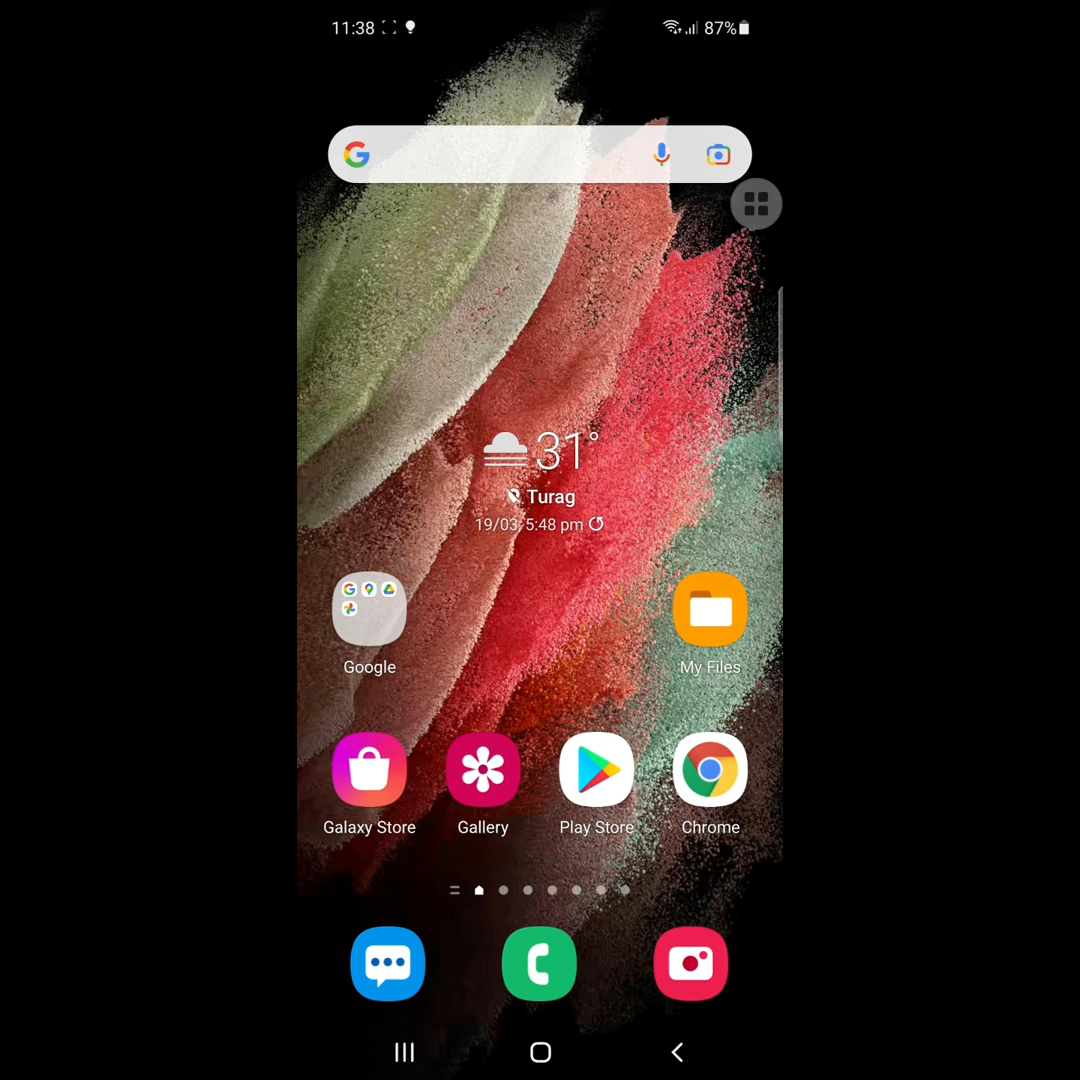 11:38 87%
31°
Turag
19/03, 5:48 pm
Google
My Files
Galaxy Store
Gallery
Play Store
Chrome